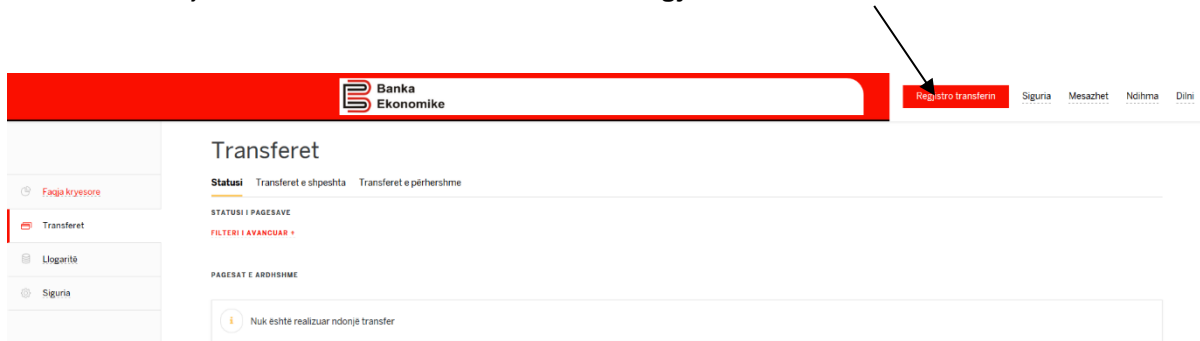 Banka
Ekonomike
Registro transferin Siguria Mesazhet Ndihma Dilni
Transferet
Statusi Transferet e shpeshta Transferet e përhershme
Faqja kryesore
STATUSI I PAGESAVE
Transferet
FILTERI I AVANCUAR +
Llogaritë
PAGESAT E ARDHSHME
Siguria
Nuk është realizuar ndonjë transfer